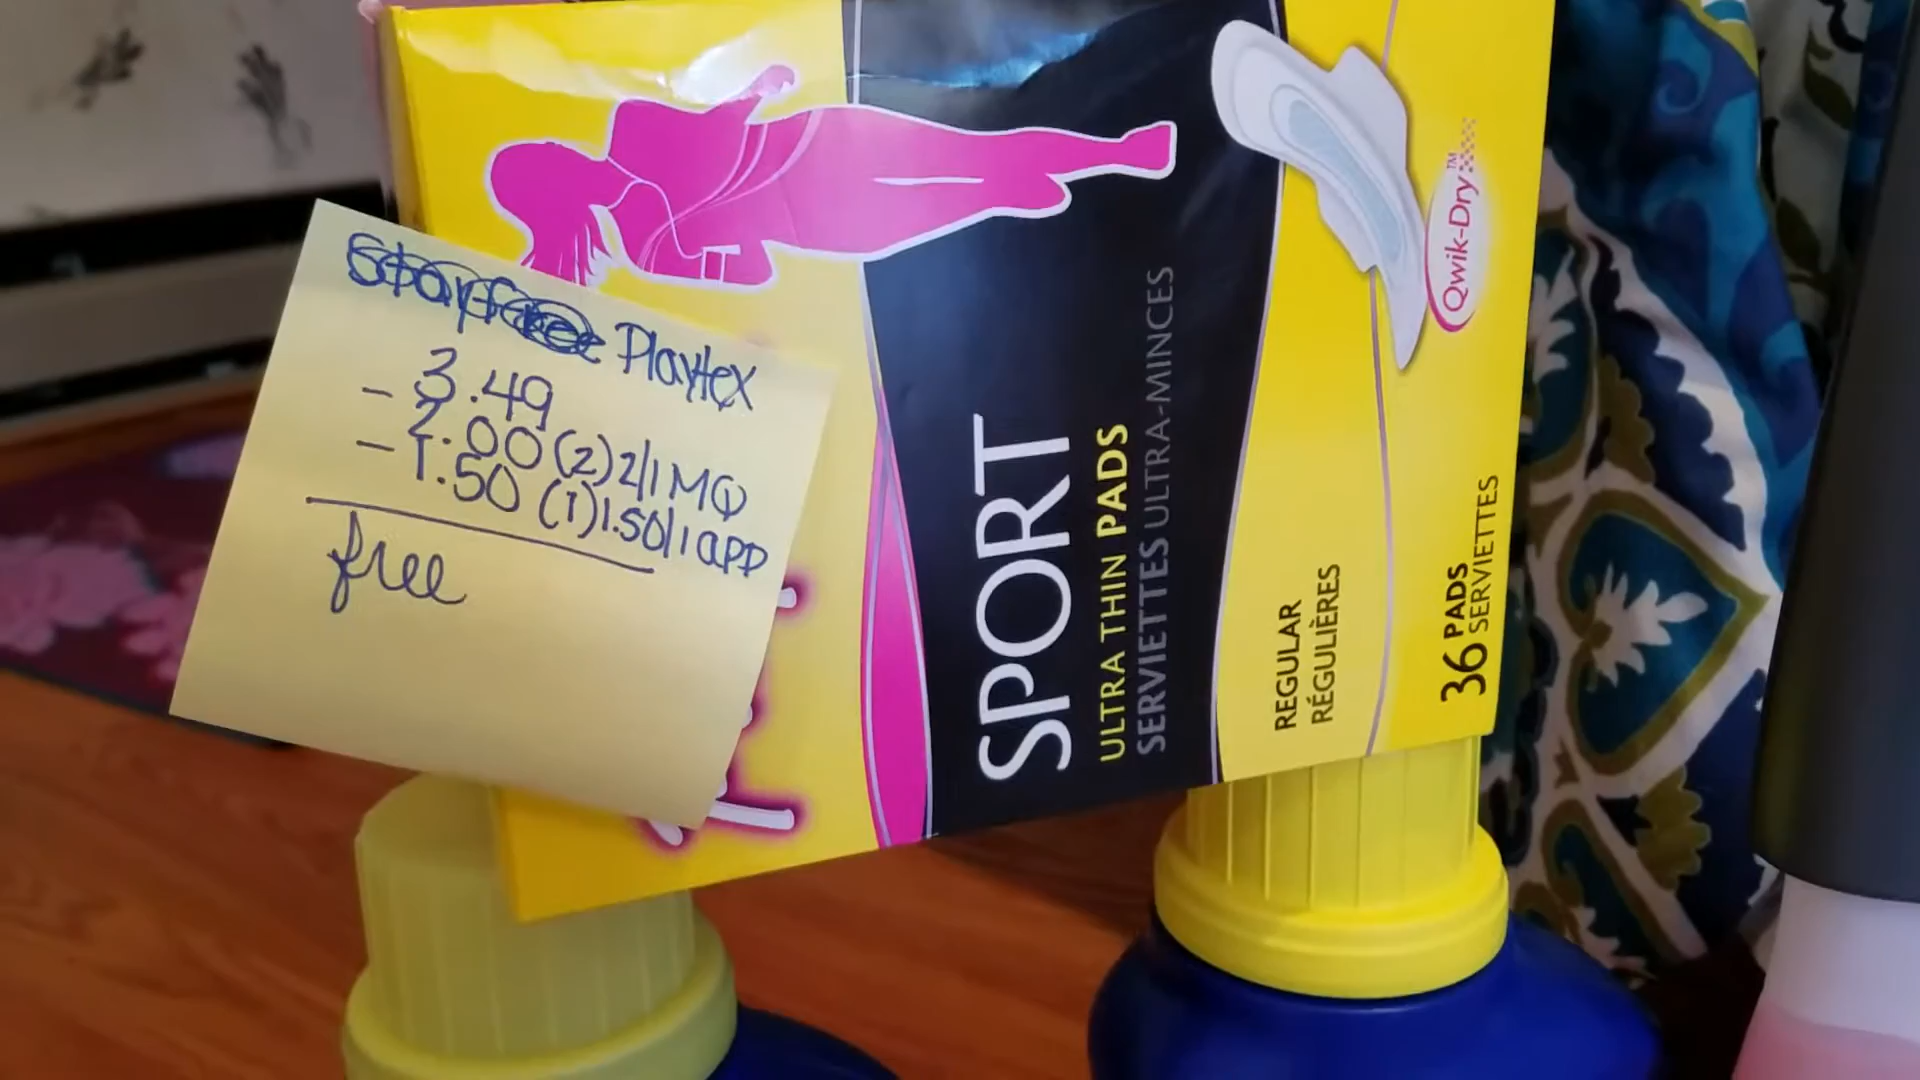 Stayfree Playtex
3.49
- 2.00 (2) 2/1 MQ
- 1.50 (1) 1.50/1 app
free
SPORT
ULTRA THIN PADS
SERVIETTES ULTRA-MINCES
Qwik-Dry™
REGULAR
RÉGULIÈRES
36 PADS
SERVIETTES